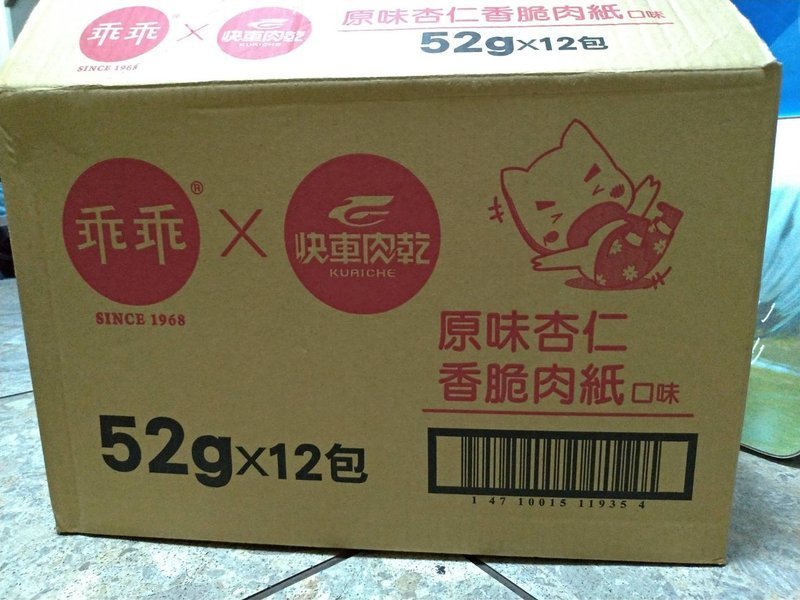 乖乖 × 快車肉乾 原味杏仁香脆肉紙口味
KUAICHE
SINCE 1968
52g×12包
乖乖® × 快車肉乾
KUAICHE
SINCE 1968
原味杏仁
香脆肉紙口味
52g×12包
1 47 10015 11935 4